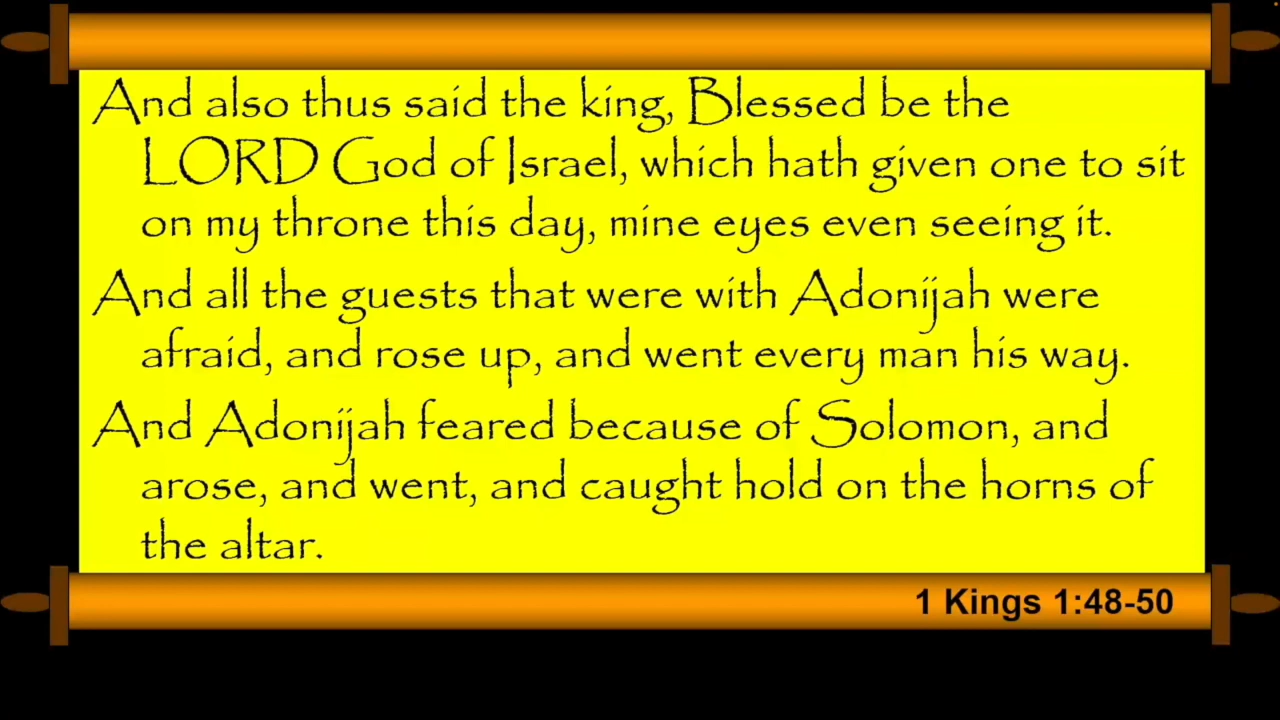 And also thus said the king, Blessed be the
LORD God of Israel, which hath given one to sit
on my throne this day, mine eyes even seeing it.
And all the guests that were with Adonijah were
afraid, and rose up, and went every man his way.
And Adonijah feared because of Solomon, and
arose, and went, and caught hold on the horns of
the altar.
1 Kings 1:48-50